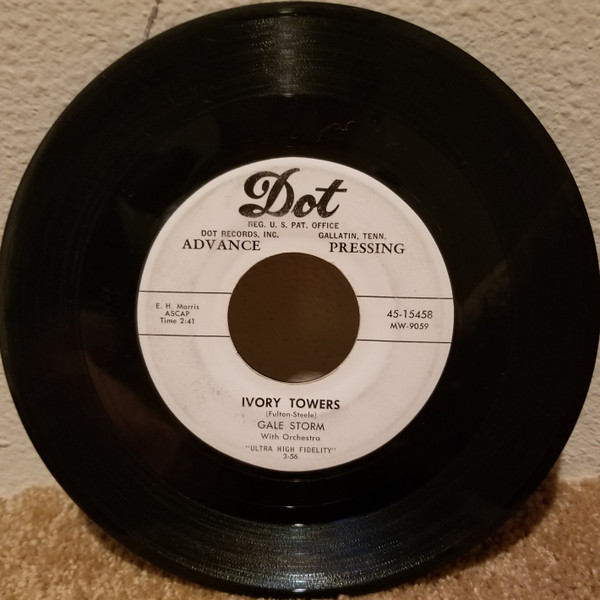 Dot
REG. U. S. PAT. OFFICE
DOT RECORDS, INC. GALLATIN, TENN.
ADVANCE PRESSING
E. H. Morris
ASCAP
Time 2:41
45-15458
MW-9059
IVORY TOWERS
(Fulton-Steele)
GALE STORM
With Orchestra
"ULTRA HIGH FIDELITY"
3-56